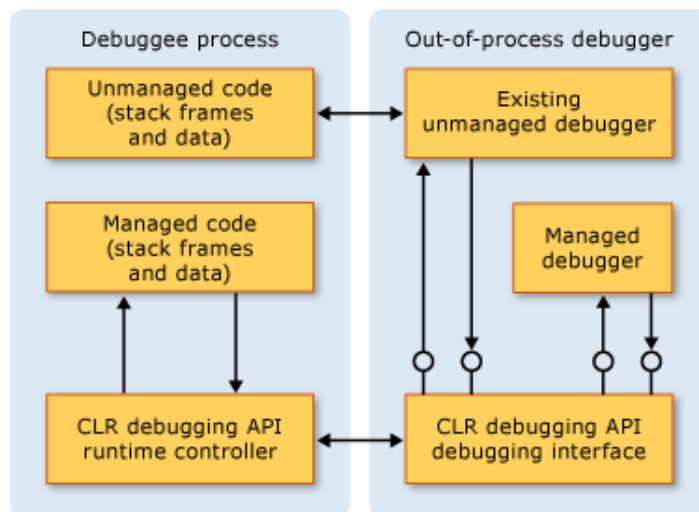 Debuggee process
Unmanaged code
(stack frames
and data)
Managed code
(stack frames
and data)
CLR debugging API
runtime controller
Out-of-process debugger
Existing
unmanaged debugger
Managed
debugger
CLR debugging API
debugging interface